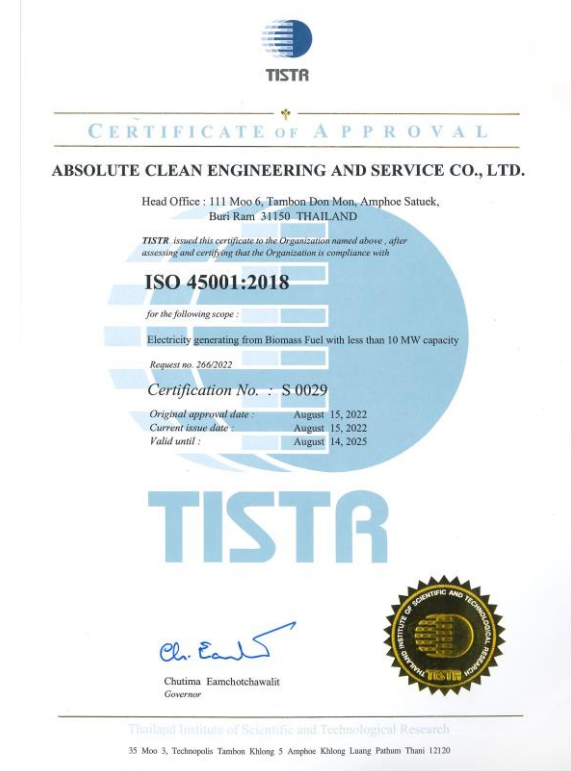 TISTR
CERTIFICATE OF APPROVAL
ABSOLUTE CLEAN ENGINEERING AND SERVICE CO., LTD.
Head Office : 111 Moo 6, Tambon Don Mon, Amphoe Satuek,
Buri Ram 31150 THAILAND
TISTR issued this certificate to the Organization named above , after
assessing and certifying that the Organization is compliance with
ISO 45001:2018
for the following scope :
Electricity generating from Biomass Fuel with less than 10 MW capacity
Request no. 266/2022
Certification No. : S 0029
Original approval date : August 15, 2022
Current issue date : August 15, 2022
Valid until : August 14, 2025
TISTR
THAILAND INSTITUTE OF SCIENTIFIC AND TECHNOLOGICAL RESEARCH
TISTR
Chutima Eamchotchawalit
Governor
Thailand Institute of Scientific and Technological Research
35 Moo 3, Technopolis Tambon Khlong 5 Amphoe Khlong Luang Pathum Thani 12120